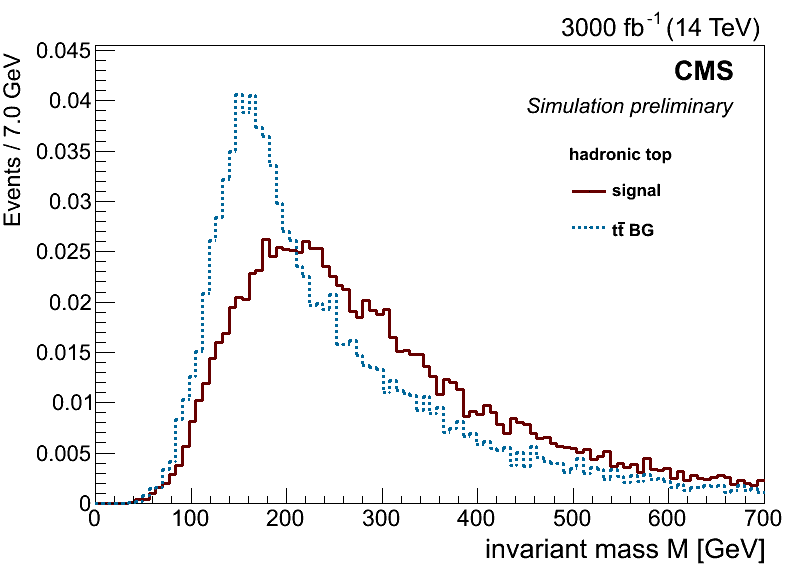 3000 fb⁻¹ (14 TeV)
CMS
Simulation preliminary
hadronic top
signal
tt̄ BG
Events / 7.0 GeV
0.045
0.04
0.035
0.03
0.025
0.02
0.015
0.01
0.005
0
0 100 200 300 400 500 600 700
invariant mass M [GeV]